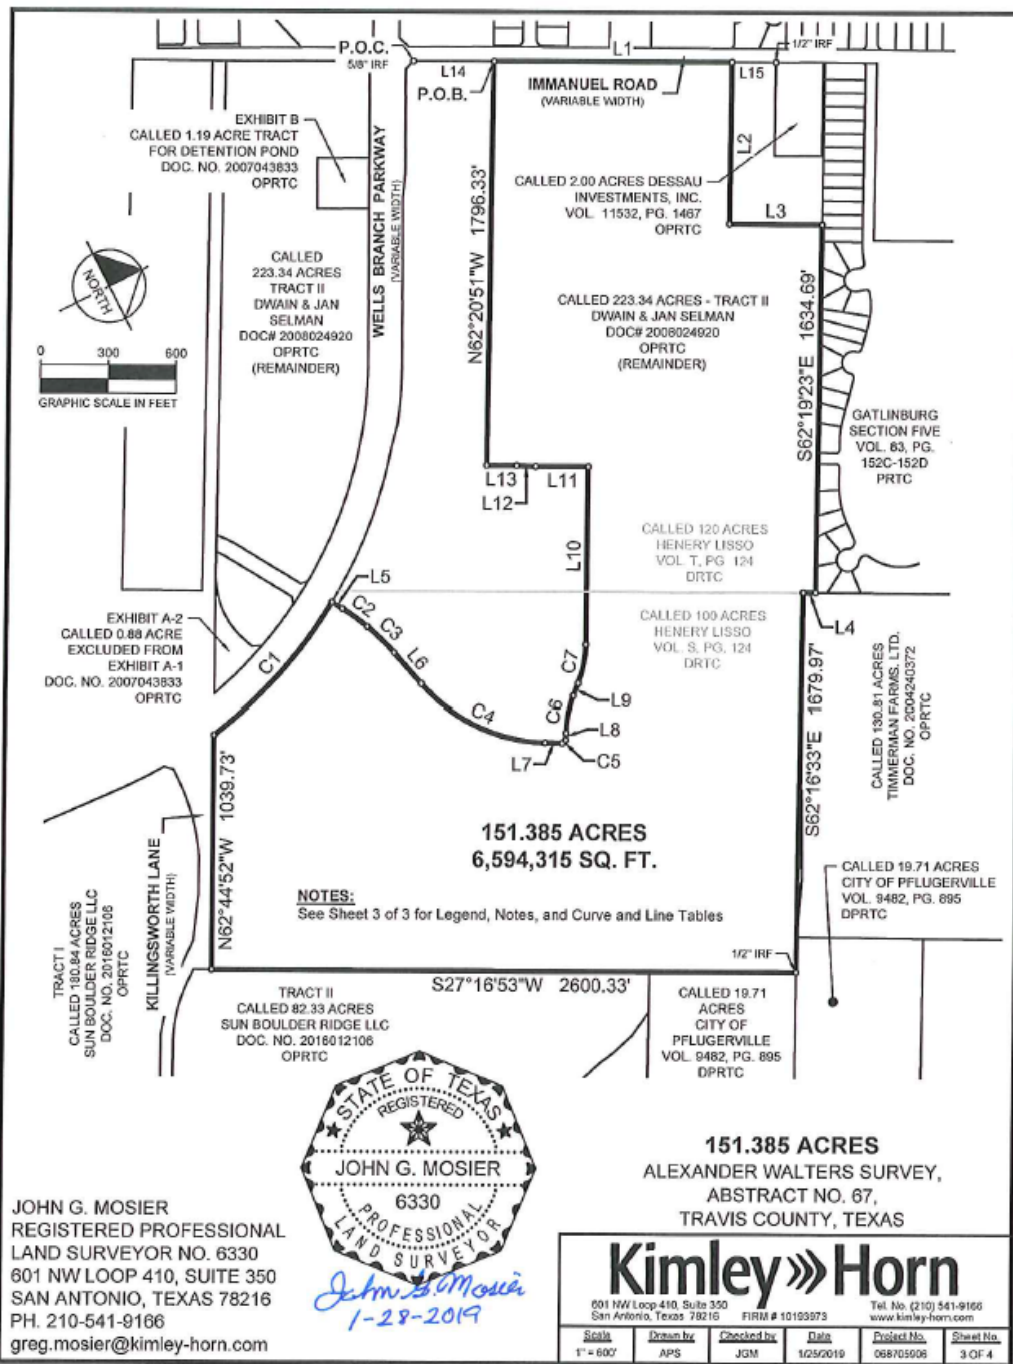 P.O.C.
5/8" IRF
L1
1/2" IRF
L14
P.O.B.
IMMANUEL ROAD
(VARIABLE WIDTH)
L15
EXHIBIT B
CALLED 1.19 ACRE TRACT
FOR DETENTION POND
DOC. NO. 2007043833
OPRTC
WELLS BRANCH PARKWAY
(VARIABLE WIDTH)
N62°20'51"W 1796.33'
L2
CALLED 2.00 ACRES DESSAU
INVESTMENTS, INC.
VOL. 11532, PG. 1467
OPRTC
L3
NORTH
CALLED
223.34 ACRES
TRACT II
DWAIN & JAN
SELMAN
DOC# 2008024920
OPRTC
(REMAINDER)
CALLED 223.34 ACRES - TRACT II
DWAIN & JAN SELMAN
DOC# 2008024920
OPRTC
(REMAINDER)
S62°19'23"E 1634.69'
0 300 600
GRAPHIC SCALE IN FEET
GATLINBURG
SECTION FIVE
VOL. 83, PG.
152C-152D
PRTC
L13
L11
L12
L10
CALLED 120 ACRES
HENERY LISSO
VOL. T, PG. 124
DRTC
L5
L4
EXHIBIT A-2
CALLED 0.88 ACRE
EXCLUDED FROM
EXHIBIT A-1
DOC. NO. 2007043833
OPRTC
C1
C2
C3
L6
CALLED 100 ACRES
HENERY LISSO
VOL. S, PG. 124
DRTC
C7
L9
C6
C4
L8
L7
C5
S62°16'33"E 1679.97'
CALLED 130.81 ACRES
TIMMERMAN FARMS, LTD.
DOC. NO. 2004240372
OPRTC
N62°44'52"W 1039.73'
151.385 ACRES
6,594,315 SQ. FT.
KILLINGSWORTH LANE
(VARIABLE WIDTH)
CALLED 19.71 ACRES
CITY OF PFLUGERVILLE
VOL. 9482, PG. 895
DPRTC
NOTES:
See Sheet 3 of 3 for Legend, Notes, and Curve and Line Tables
TRACT I
CALLED 180.84 ACRES
SUN BOULDER RIDGE LLC
DOC. NO. 2016012106
OPRTC
1/2" IRF
S27°16'53"W 2600.33'
TRACT II
CALLED 82.33 ACRES
SUN BOULDER RIDGE LLC
DOC. NO. 2016012106
OPRTC
CALLED 19.71
ACRES
CITY OF
PFLUGERVILLE
VOL. 9482, PG. 895
DPRTC
STATE OF TEXAS
REGISTERED
JOHN G. MOSIER
6330
PROFESSIONAL
LAND SURVEYOR
John G. Mosier
1-28-2019
151.385 ACRES
ALEXANDER WALTERS SURVEY,
ABSTRACT NO. 67,
TRAVIS COUNTY, TEXAS
JOHN G. MOSIER
REGISTERED PROFESSIONAL
LAND SURVEYOR NO. 6330
601 NW LOOP 410, SUITE 350
SAN ANTONIO, TEXAS 78216
PH. 210-541-9166
greg.mosier@kimley-horn.com
Kimley»Horn
601 NW Loop 410, Suite 350
San Antonio, Texas 78216 FIRM # 10193973
Tel. No. (210) 541-9166
www.kimley-horn.com
Scale Drawn by Checked by Date Project No. Sheet No.
1" = 600' APS JGM 1/25/2019 068705906 3 OF 4